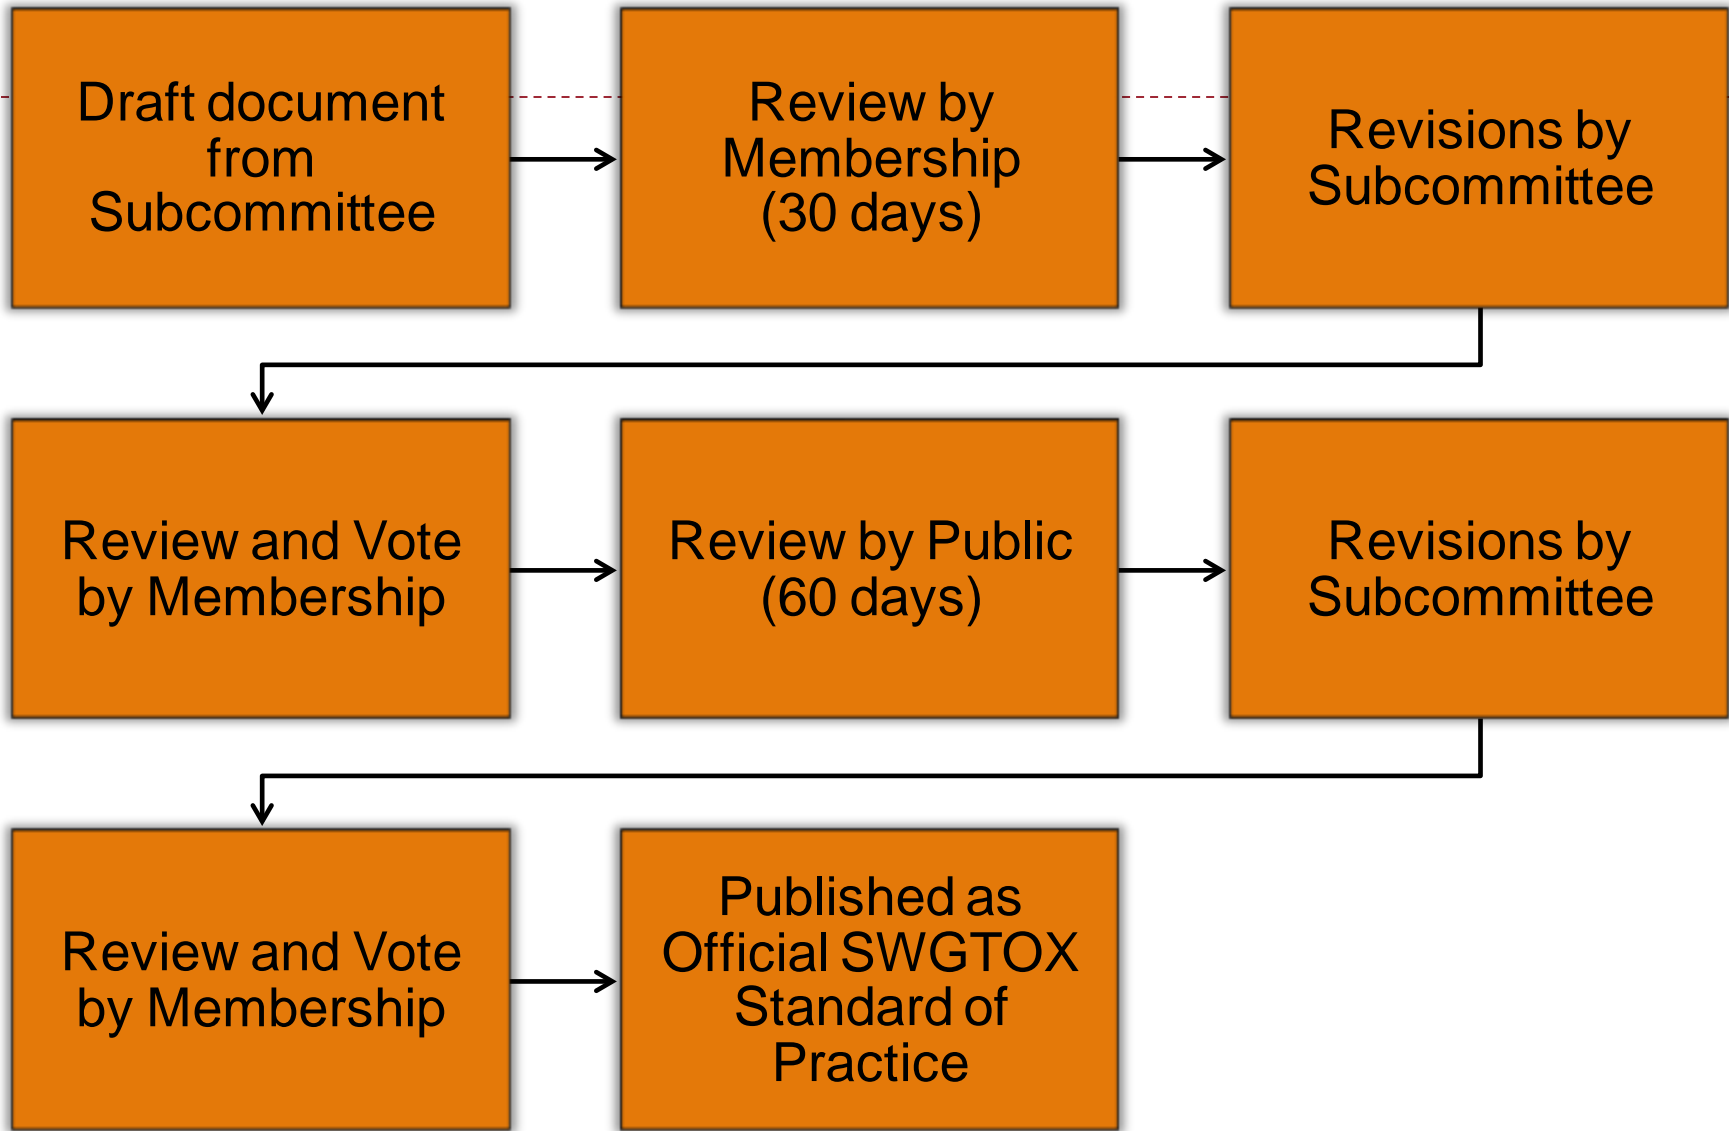 Draft document
from
Subcommittee
Review by
Membership
(30 days)
Revisions by
Subcommittee
Review and Vote
by Membership
Review by Public
(60 days)
Revisions by
Subcommittee
Review and Vote
by Membership
Published as
Official SWGTOX
Standard of
Practice